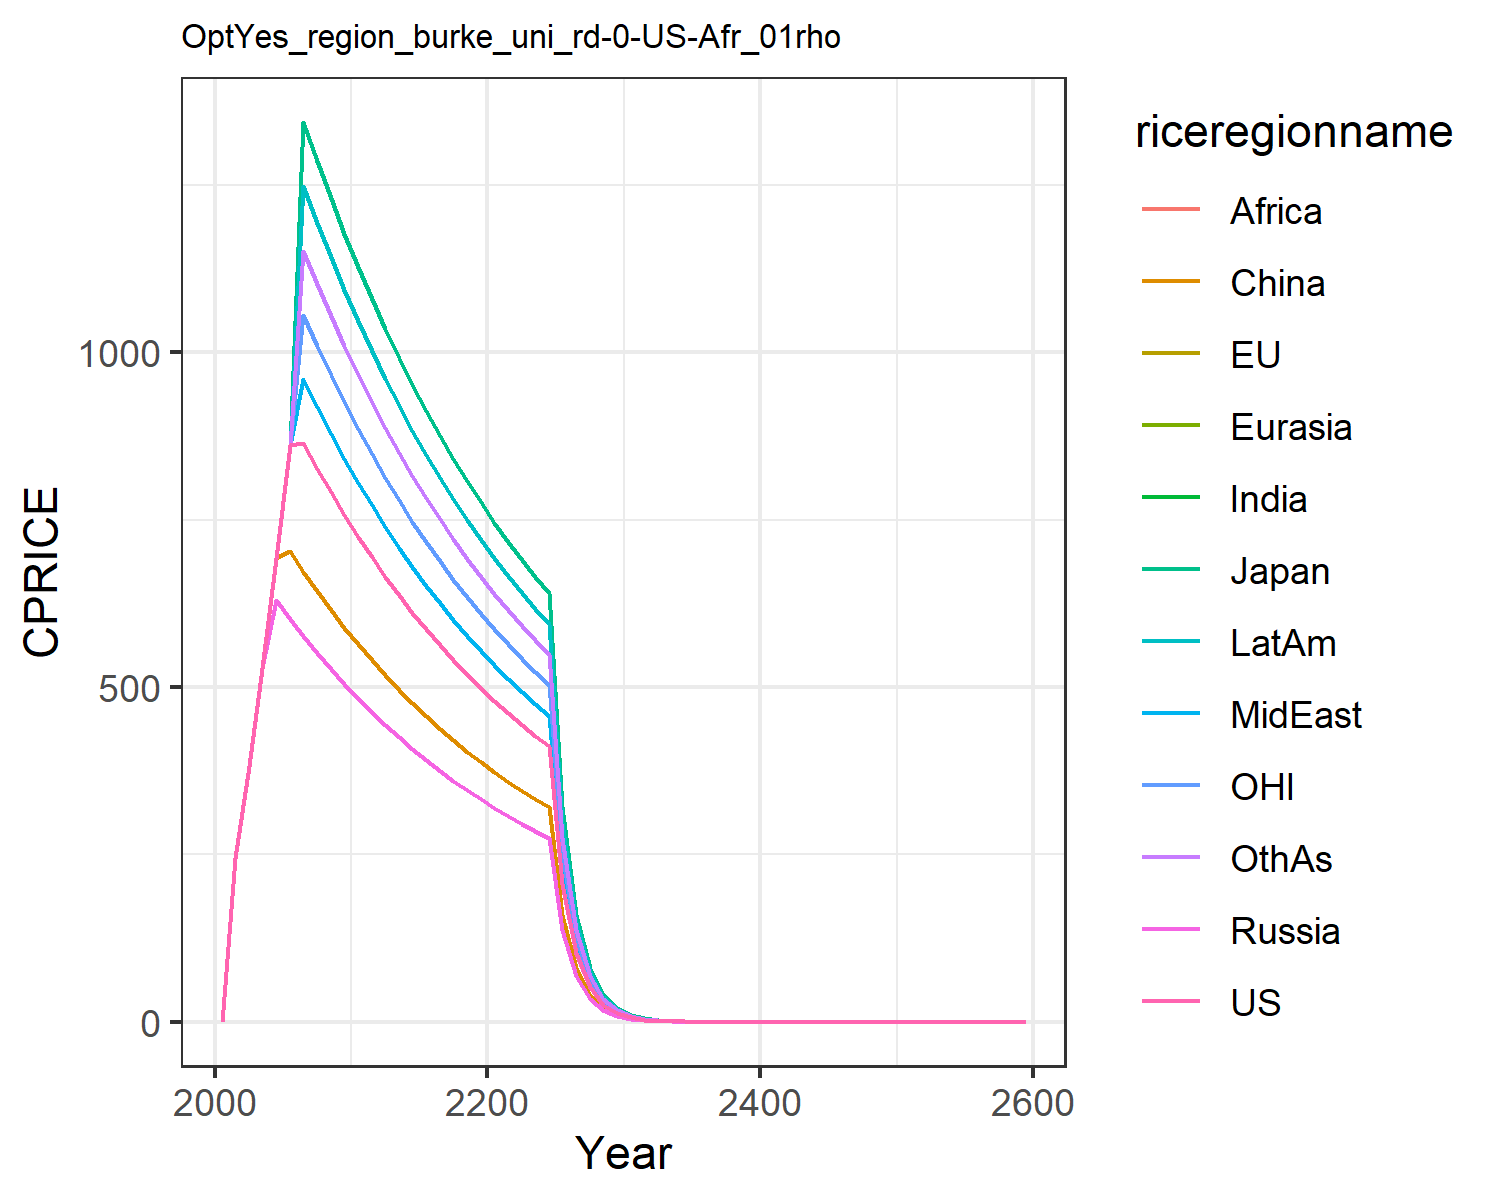 OptYes_region_burke_uni_rd-0-US-Afr_01rho
CPRICE
1000
500
0
2000
2200
2400
2600
Year
riceregionname
Africa
China
EU
Eurasia
India
Japan
LatAm
MidEast
OHI
OthAs
Russia
US